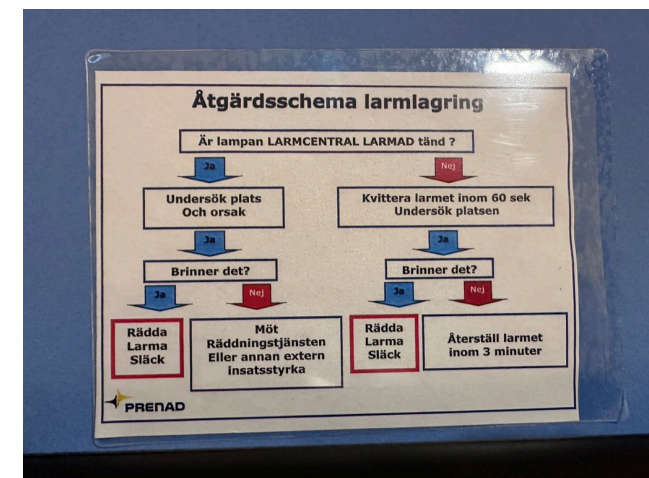 Åtgärdsschema larmlagring
Är lampan LARMCENTRAL LARMAD tänd ?
Ja
Nej
Undersök plats
Och orsak
Kvittera larmet inom 60 sek
Undersök platsen
Ja
Ja
Brinner det?
Brinner det?
Ja
Nej
Ja
Nej
Rädda
Larma
Släck
Möt
Räddningstjänsten
Eller annan extern
insatsstyrka
Rädda
Larma
Släck
Återställ larmet
inom 3 minuter
PRENAD